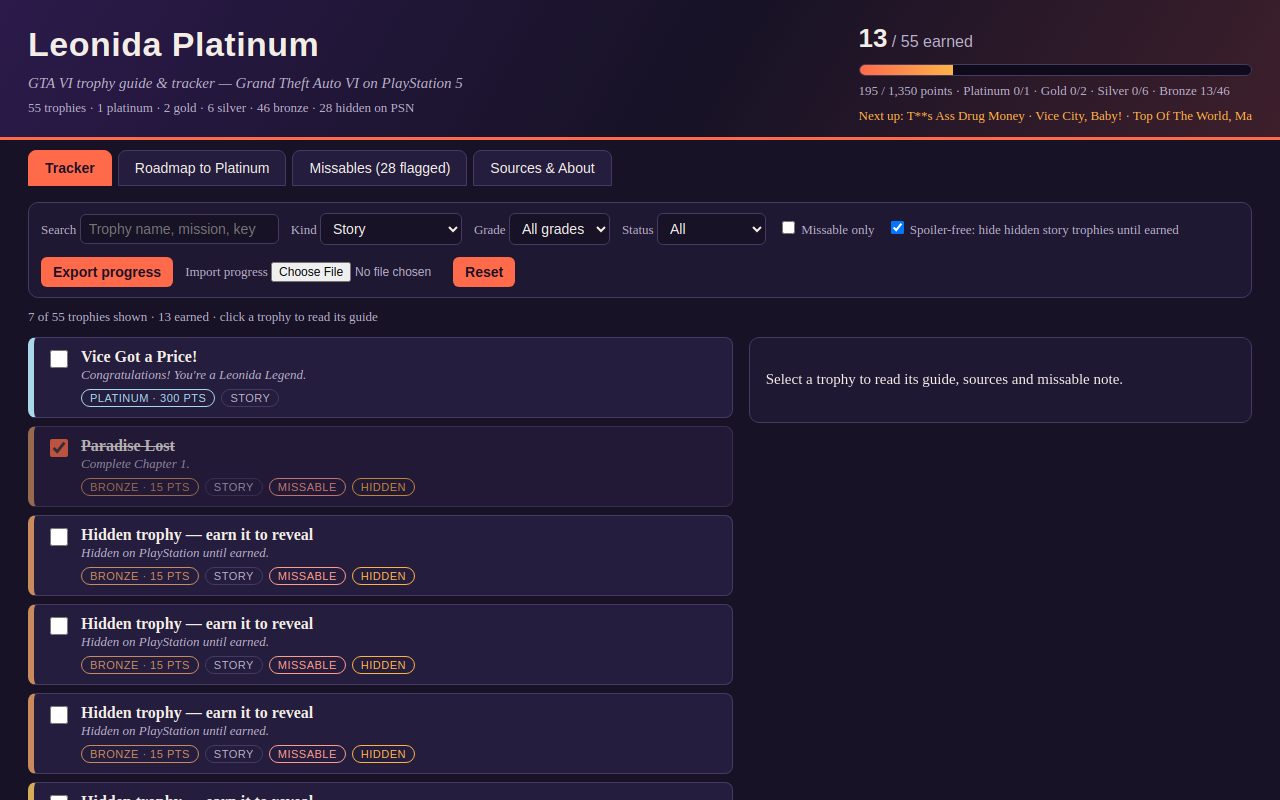 Leonida Platinum
GTA VI trophy guide & tracker — Grand Theft Auto VI on PlayStation 5
55 trophies · 1 platinum · 2 gold · 6 silver · 46 bronze · 28 hidden on PSN
13 / 55 earned
195 / 1,350 points · Platinum 0/1 · Gold 0/2 · Silver 0/6 · Bronze 13/46
Next up: T**s Ass Drug Money · Vice City, Baby! · Top Of The World, Ma
Tracker Roadmap to Platinum Missables (28 flagged) Sources & About
Search Trophy name, mission, key Kind Story Grade All grades Status All Missable only Spoiler-free: hide hidden story trophies until earned
Export progress Import progress Choose File No file chosen Reset
7 of 55 trophies shown · 13 earned · click a trophy to read its guide
Vice Got a Price!
Congratulations! You're a Leonida Legend.
PLATINUM · 300 PTS STORY
Select a trophy to read its guide, sources and missable note.
Paradise Lost
Complete Chapter 1.
BRONZE · 15 PTS STORY MISSABLE HIDDEN
Hidden trophy — earn it to reveal
Hidden on PlayStation until earned.
BRONZE · 15 PTS STORY MISSABLE HIDDEN
Hidden trophy — earn it to reveal
Hidden on PlayStation until earned.
BRONZE · 15 PTS STORY MISSABLE HIDDEN
Hidden trophy — earn it to reveal
Hidden on PlayStation until earned.
BRONZE · 15 PTS STORY MISSABLE HIDDEN
Hidden trophy — earn it to reveal